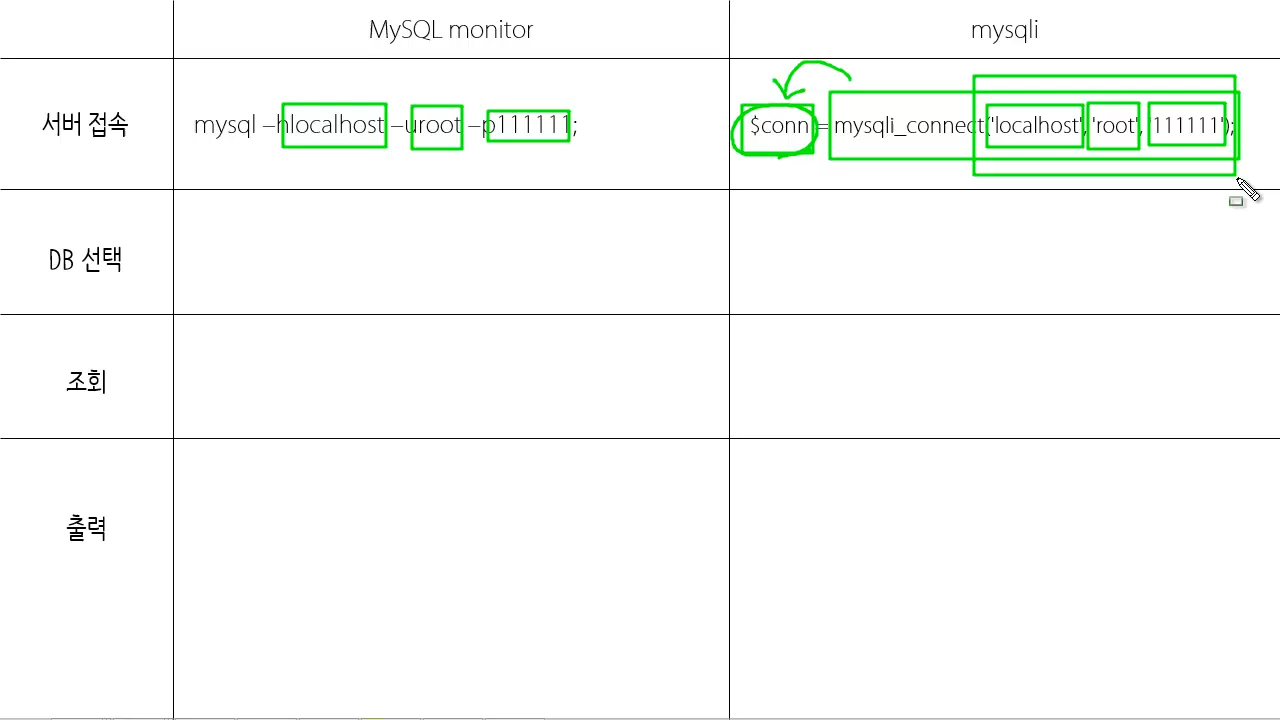 MySQL monitor
mysqli
서버 접속
mysql –hlocalhost –uroot –p111111;
$conn = mysqli_connect('localhost', 'root', '111111');
DB 선택
조회
출력